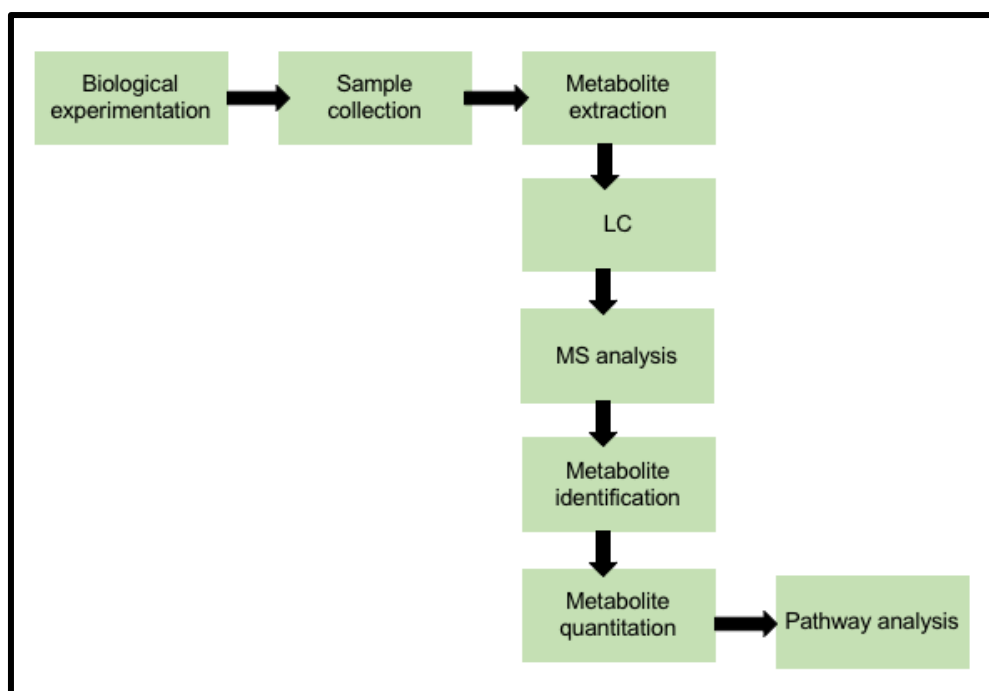 Biological
experimentation
Sample
collection
Metabolite
extraction
LC
MS analysis
Metabolite
identification
Metabolite
quantitation
Pathway analysis